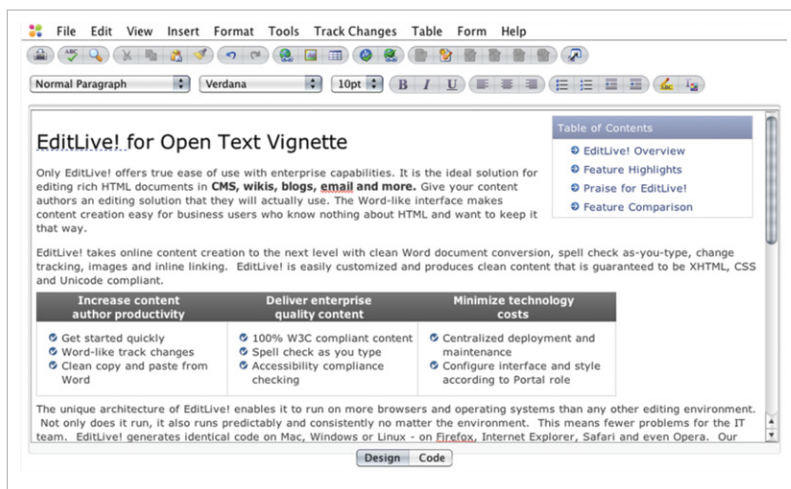 File Edit View Insert Format Tools Track Changes Table Form Help
ABC
Normal Paragraph Verdana 10pt B I U ABC
EditLive! for Open Text Vignette
Only EditLive! offers true ease of use with enterprise capabilities. It is the ideal solution for
editing rich HTML documents in CMS, wikis, blogs, email and more. Give your content
authors an editing solution that they will actually use. The Word-like interface makes
content creation easy for business users who know nothing about HTML and want to keep it
that way.
Table of Contents
EditLive! Overview
Feature Highlights
Praise for EditLive!
Feature Comparison
EditLive! takes online content creation to the next level with clean Word document conversion, spell check as-you-type, change
tracking, images and inline linking. EditLive! is easily customized and produces clean content that is guaranteed to be XHTML, CSS
and Unicode compliant.
Increase content
author productivity
Get started quickly
Word-like track changes
Clean copy and paste from
Word
Deliver enterprise
quality content
100% W3C compliant content
Spell check as you type
Accessibility compliance
checking
Minimize technology
costs
Centralized deployment and
maintenance
Configure interface and style
according to Portal role
The unique architecture of EditLive! enables it to run on more browsers and operating systems than any other editing environment.
Not only does it run, it also runs predictably and consistently no matter the environment. This means fewer problems for the IT
team. EditLive! generates identical code on Mac, Windows or Linux - on Firefox, Internet Explorer, Safari and even Opera. Our
Design Code